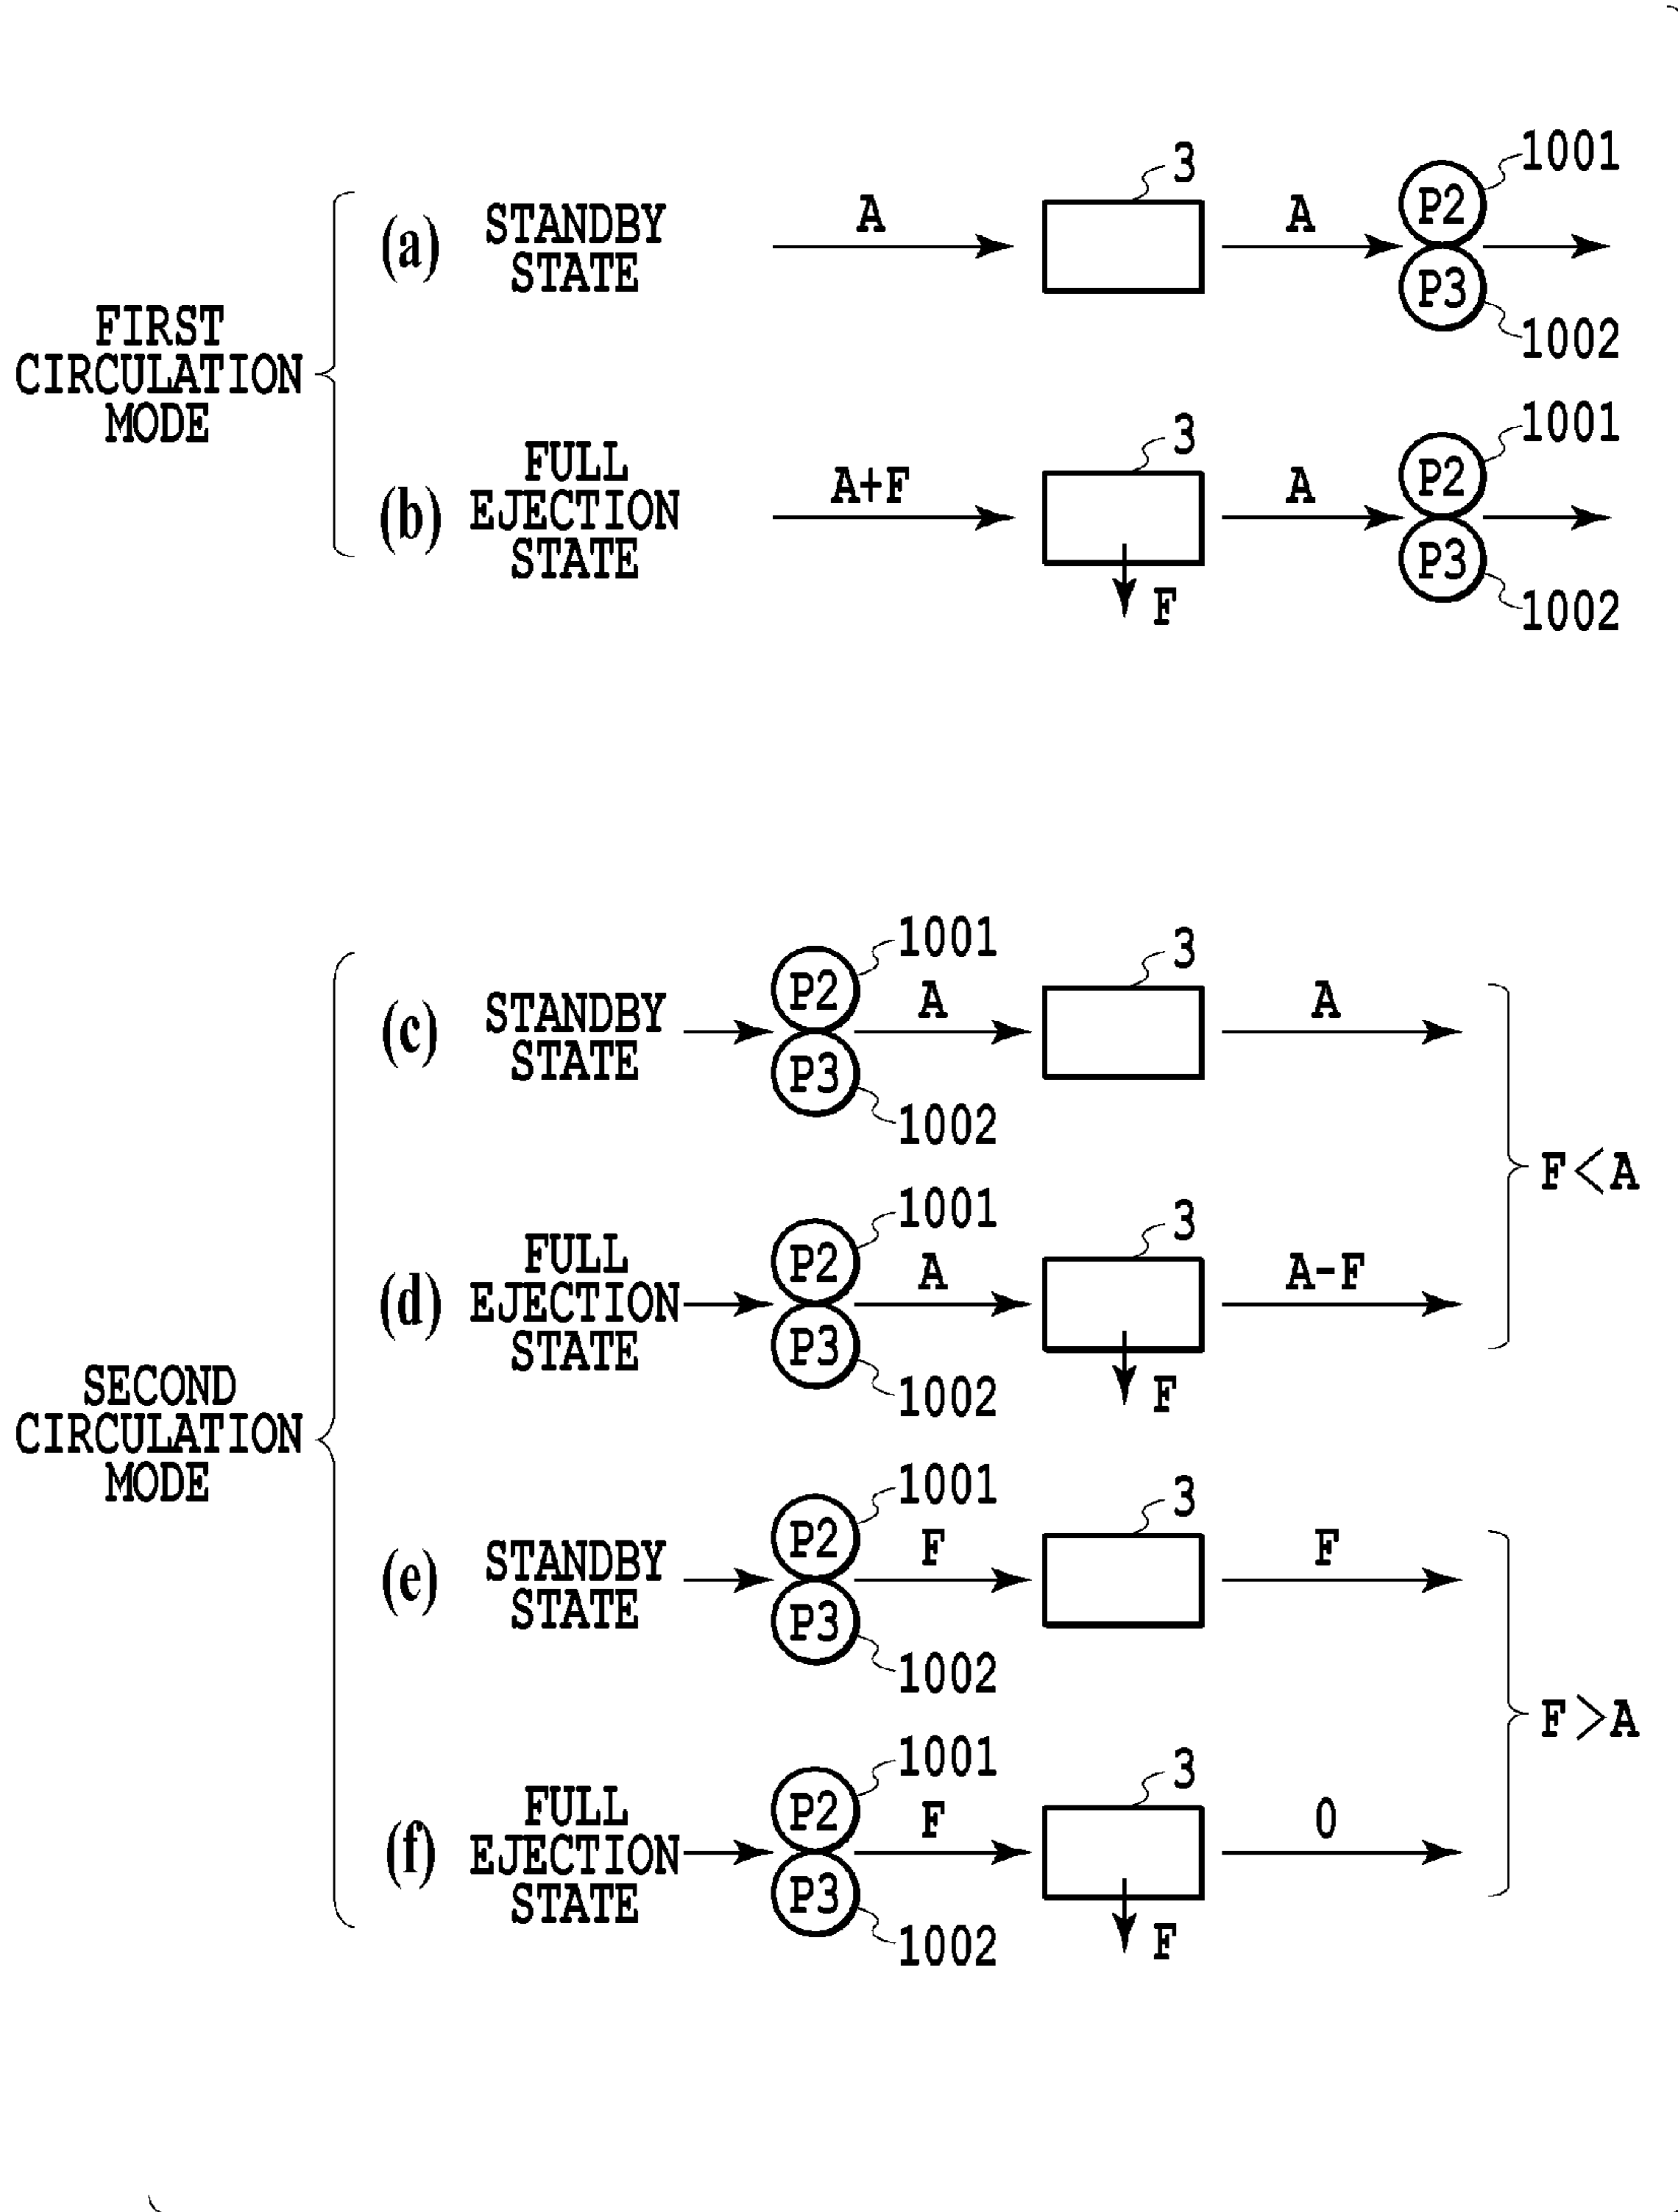 FIRST
CIRCULATION
MODE
(a) STANDBY
STATE
A
3
A
P2
P3
1001
1002
(b) FULL
EJECTION
STATE
A+F
3
F
A
P2
P3
1001
1002
SECOND
CIRCULATION
MODE
(c) STANDBY
STATE
P2
P3
1001
1002
A
3
A
(d) FULL
EJECTION
STATE
P2
P3
1001
1002
A
3
F
A-F
F<A
(e) STANDBY
STATE
P2
P3
1001
1002
F
3
F
(f) FULL
EJECTION
STATE
P2
P3
1001
1002
F
3
F
0
F>A